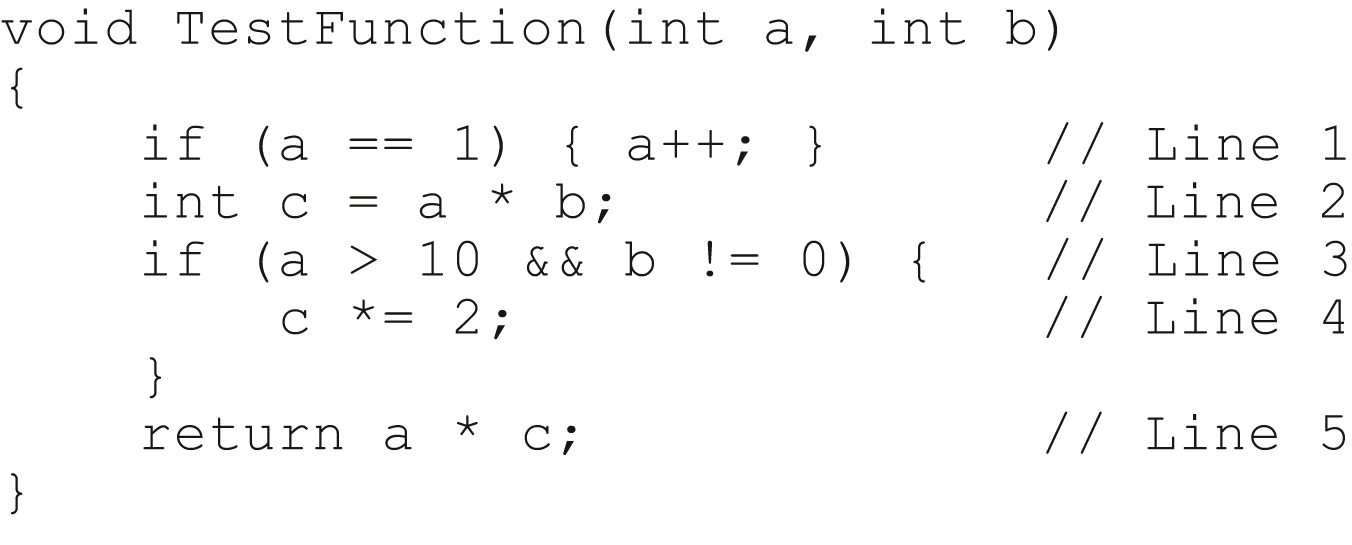 void TestFunction(int a, int b)
{
    if (a == 1) { a++; }       // Line 1
    int c = a * b;             // Line 2
    if (a > 10 && b != 0) {    // Line 3
        c *= 2;                // Line 4
    }
    return a * c;              // Line 5
}